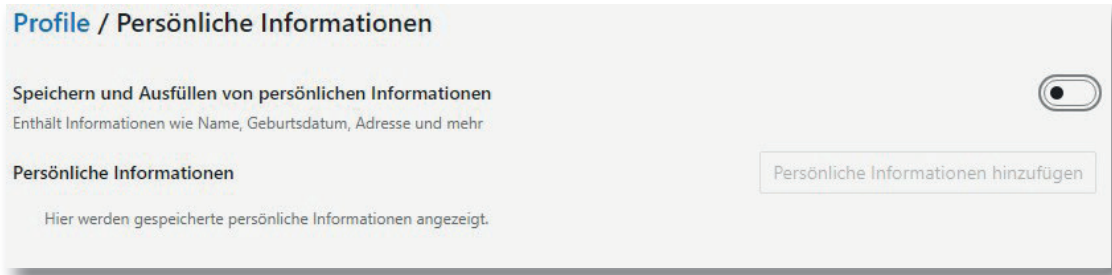 Profile / Persönliche Informationen
Speichern und Ausfüllen von persönlichen Informationen
Enthält Informationen wie Name, Geburtsdatum, Adresse und mehr
Persönliche Informationen
Persönliche Informationen hinzufügen
Hier werden gespeicherte persönliche Informationen angezeigt.